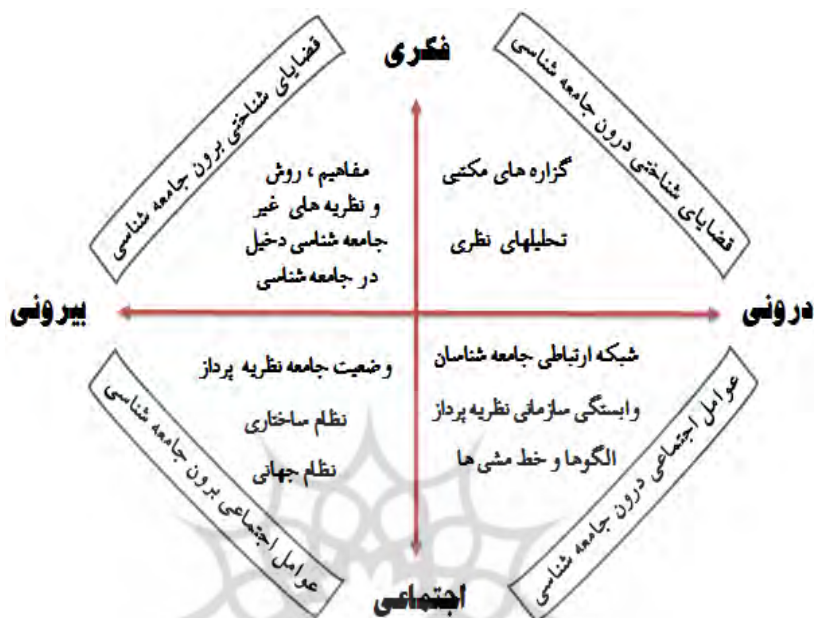 فکری
قضایای شناختی درون جامعه شناسی
قضایای شناختی برون جامعه شناسی
گزاره های مکتبی
تحلیلهای نظری
مفاهیم ، روش
و نظریه های غیر
جامعه شناسی دخیل
در جامعه شناسی
درونی
بیرونی
شبکه ارتباطی جامعه شناسان
وابستگی سازمانی نظریه پرداز
الگوها و خط مشی ها
وضعیت جامعه نظریه پرداز
نظام ساختاری
نظام جهانی
عوامل اجتماعی درون جامعه شناسی
عوامل اجتماعی برون جامعه شناسی
اجتماعی